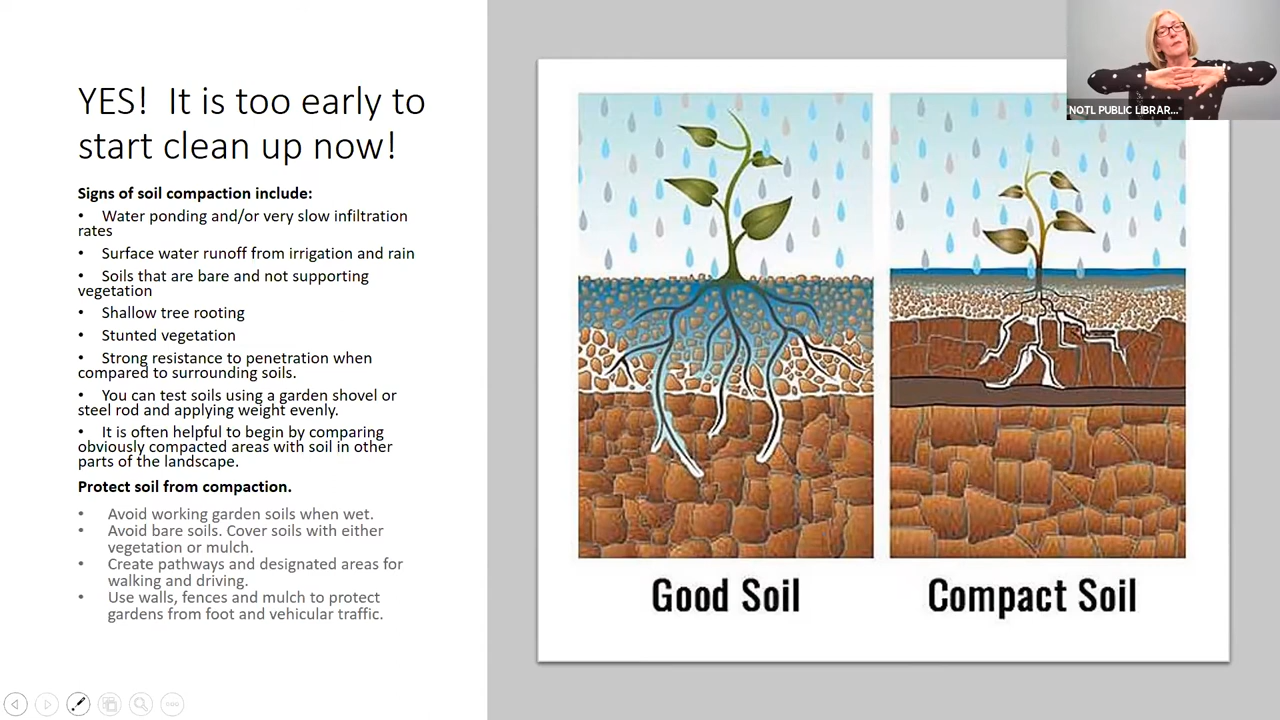 YES!  It is too early to
start clean up now!
Signs of soil compaction include:
• Water ponding and/or very slow infiltration
rates
• Surface water runoff from irrigation and rain
• Soils that are bare and not supporting
vegetation
• Shallow tree rooting
• Stunted vegetation
• Strong resistance to penetration when
compared to surrounding soils.
• You can test soils using a garden shovel or
steel rod and applying weight evenly.
• It is often helpful to begin by comparing
obviously compacted areas with soil in other
parts of the landscape.
Protect soil from compaction.
• Avoid working garden soils when wet.
• Avoid bare soils. Cover soils with either
vegetation or mulch.
• Create pathways and designated areas for
walking and driving.
• Use walls, fences and mulch to protect
gardens from foot and vehicular traffic.
Good Soil
Compact Soil
NOTL PUBLIC LIBRAR...